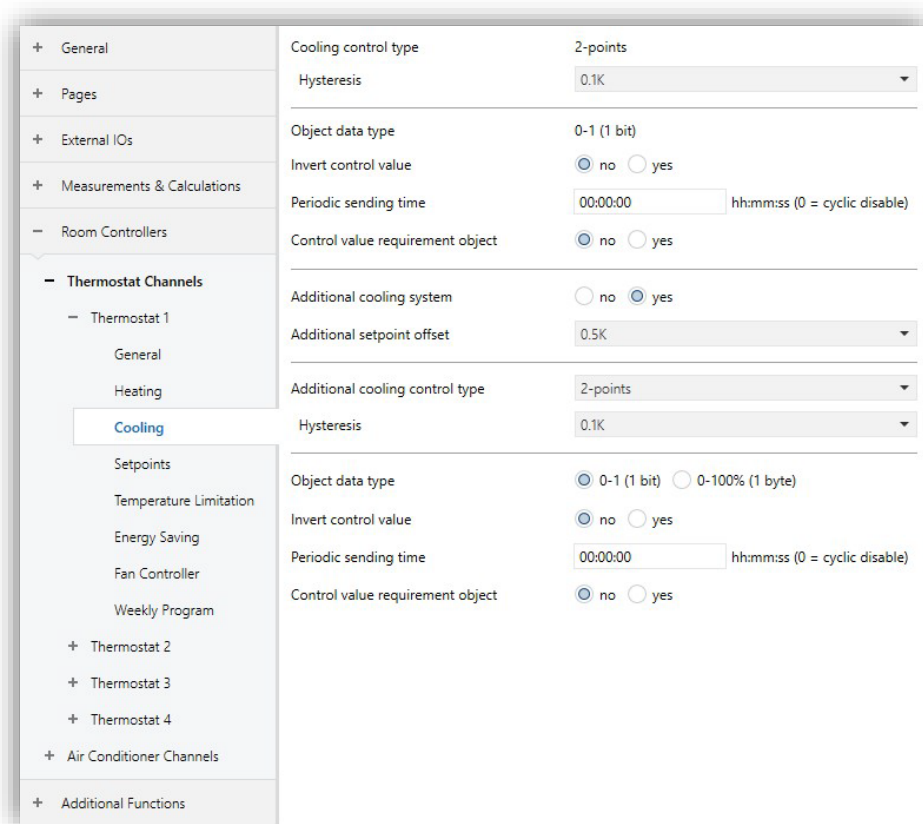 General
Pages
External IOs
Measurements & Calculations
Room Controllers
Thermostat Channels
Thermostat 1
General
Heating
Cooling
Setpoints
Temperature Limitation
Energy Saving
Fan Controller
Weekly Program
Thermostat 2
Thermostat 3
Thermostat 4
Air Conditioner Channels
Additional Functions
Cooling control type 2-points
Hysteresis 0.1K
Object data type 0-1 (1 bit)
Invert control value no yes
Periodic sending time 00:00:00 hh:mm:ss (0 = cyclic disable)
Control value requirement object no yes
Additional cooling system no yes
Additional setpoint offset 0.5K
Additional cooling control type 2-points
Hysteresis 0.1K
Object data type 0-1 (1 bit) 0-100% (1 byte)
Invert control value no yes
Periodic sending time 00:00:00 hh:mm:ss (0 = cyclic disable)
Control value requirement object no yes